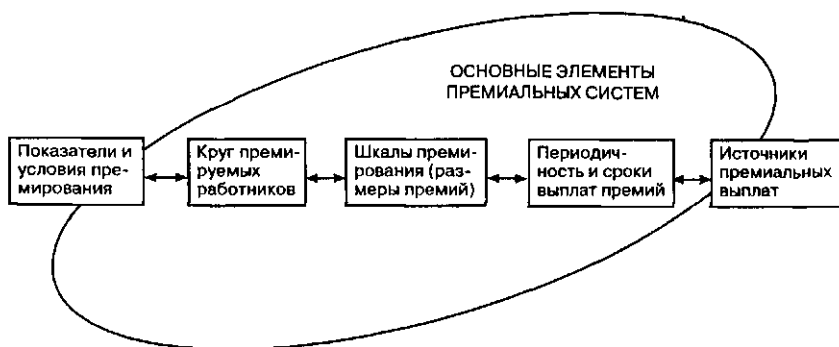 ОСНОВНЫЕ ЭЛЕМЕНТЫ
ПРЕМИАЛЬНЫХ СИСТЕМ
Показатели и
условия пре-
мирования
Круг преми-
руемых
работников
Шкалы преми-
рования (раз-
меры премий)
Периодич-
ность и сроки
выплат премий
Источники
премиальных
выплат